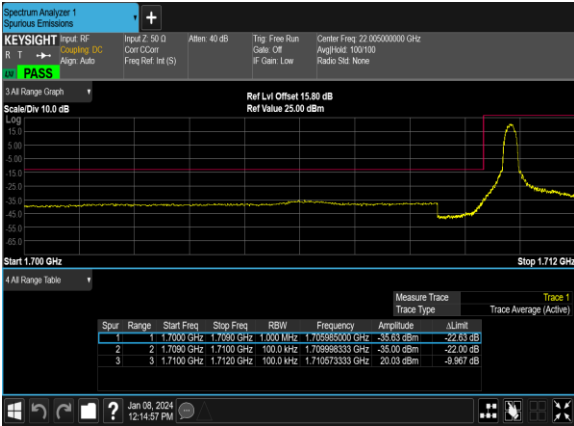 Spectrum Analyzer 1
Spurious Emissions
KEYSIGHT Input: RF Input Z: 50 Ω Atten: 40 dB Trig: Free Run Center Freq: 22.005000000 GHz
R T Coupling: DC Corr CCorr Gate: Off Avg|Hold: 100/100
Align: Auto Freq Ref: Int (S) IF Gain: Low Radio Std: None
LW PASS
3 All Range Graph
Ref Lvl Offset 15.80 dB
Scale/Div 10.0 dB Ref Value 25.00 dBm
Log
15.0
5.00
-5.00
-15.0
-25.0
-35.0
-45.0
-55.0
-65.0
Start 1.700 GHz Stop 1.712 GHz
4 All Range Table
Measure Trace Trace 1
Trace Type Trace Average (Active)
Spur Range Start Freq Stop Freq RBW Frequency Amplitude ΔLimit
1 1 1.7000 GHz 1.7090 GHz 1.000 MHz 1.705985000 GHz -35.63 dBm -22.63 dB
2 2 1.7090 GHz 1.7100 GHz 100.0 kHz 1.709998333 GHz -35.00 dBm -22.00 dB
3 3 1.7100 GHz 1.7120 GHz 100.0 kHz 1.710573333 GHz 20.03 dBm -9.967 dB
Jan 08, 2024
12:14:57 PM